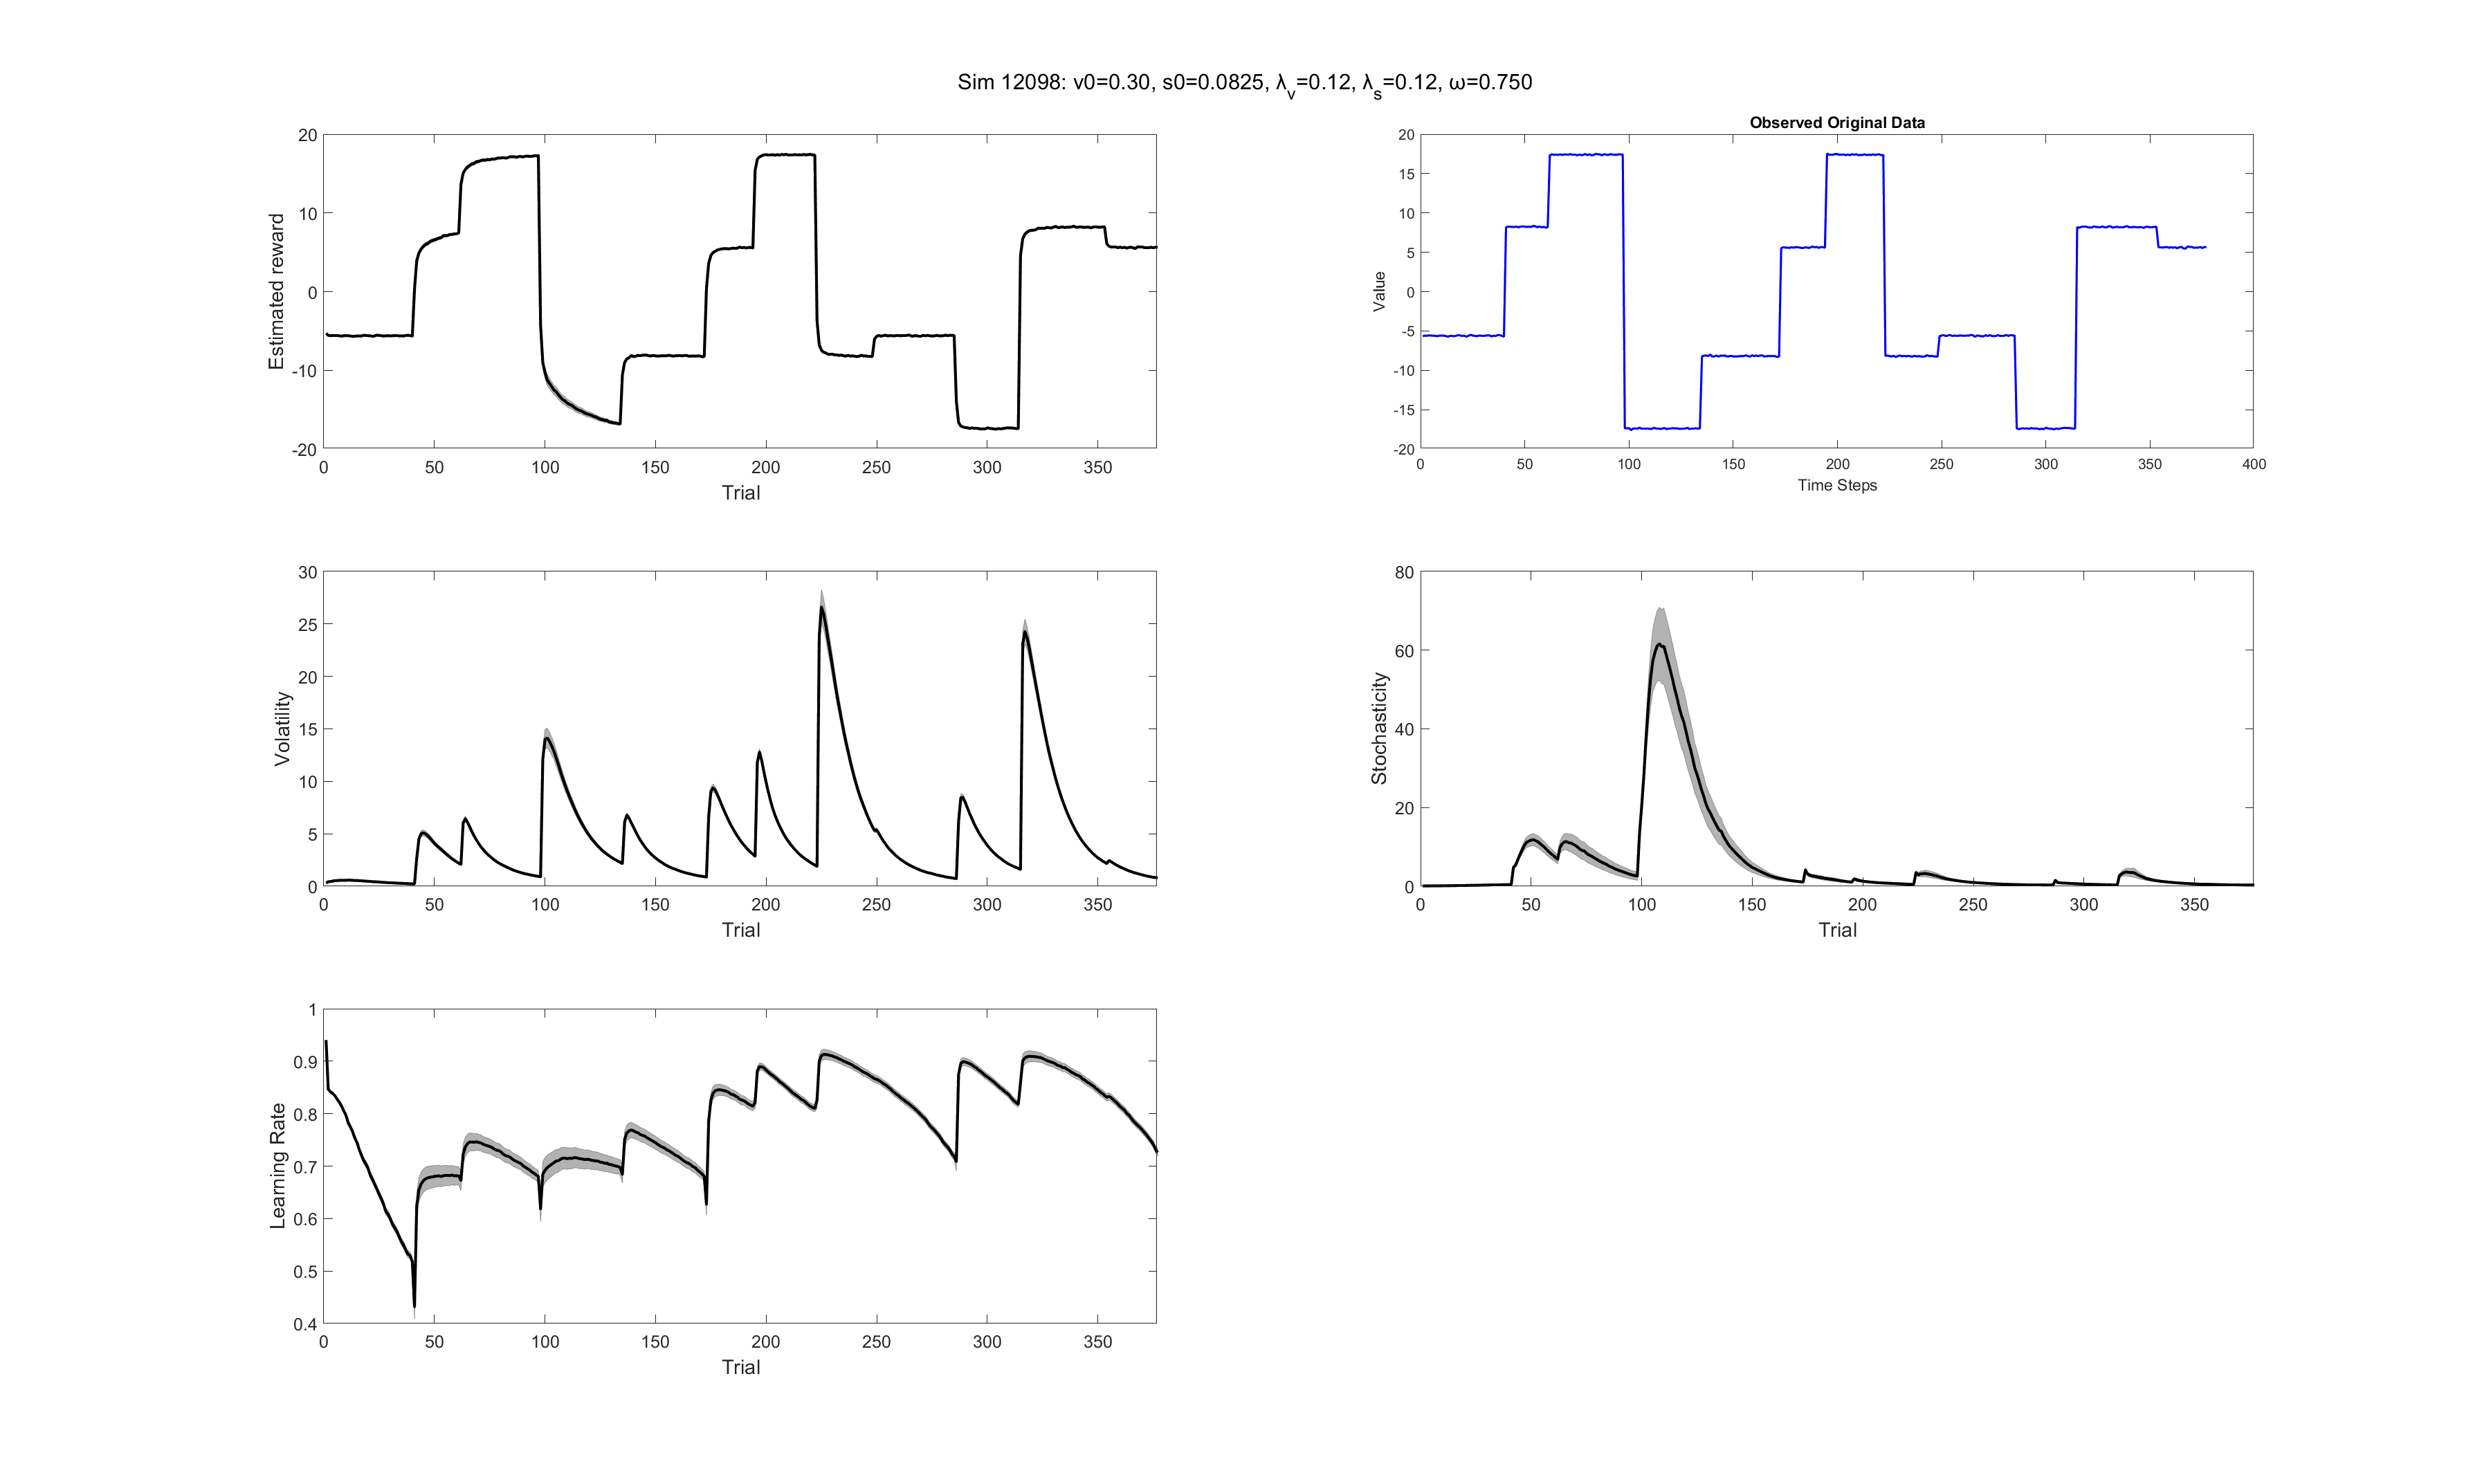 Sim 12098: v0=0.30, s0=0.0825, λv=0.12, λs=0.12, ω=0.750
Estimated reward
20
10
0
-10
-20
0 50 100 150 200 250 300 350
Trial
Observed Original Data
Value
20
15
10
5
0
-5
-10
-15
-20
0 50 100 150 200 250 300 350 400
Time Steps
Volatility
30
25
20
15
10
5
0
0 50 100 150 200 250 300 350
Trial
Stochasticity
80
60
40
20
0
0 50 100 150 200 250 300 350
Trial
Learning Rate
1
0.9
0.8
0.7
0.6
0.5
0.4
0 50 100 150 200 250 300 350
Trial